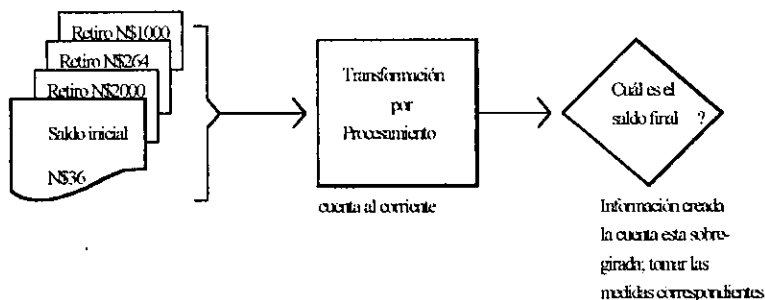 Retiro N$1000
Retiro N$264
Retiro N$2000
Saldo inicial
N$36
Transformación
por
Procesamiento
cuenta al corriente
Cuál es el
saldo final ?
Información creada
la cuenta esta sobre-
girada; tomar las
medidas correspondientes